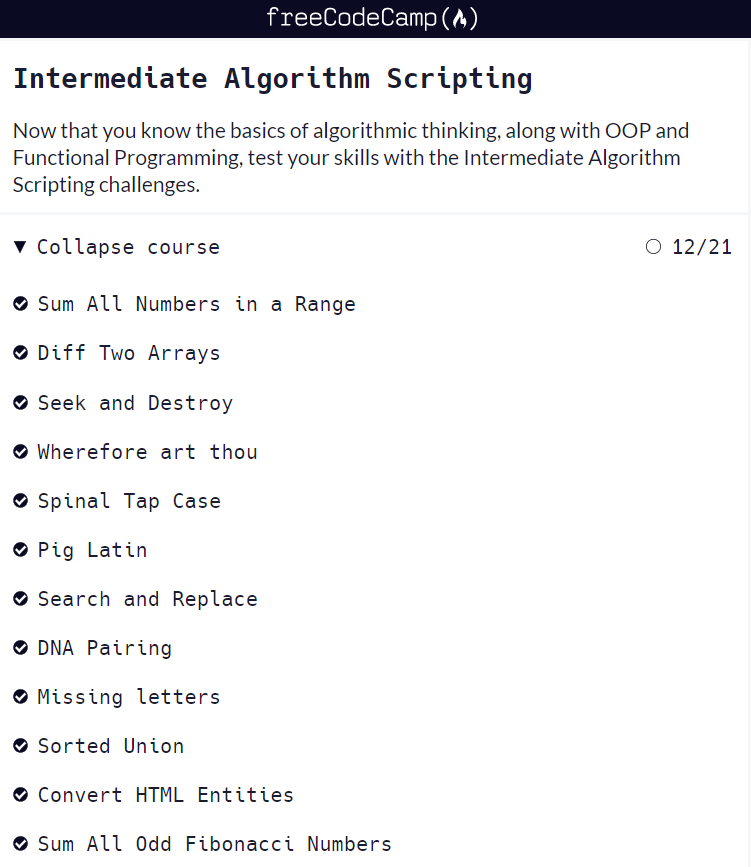 freeCodeCamp(🔥)
Intermediate Algorithm Scripting
Now that you know the basics of algorithmic thinking, along with OOP and
Functional Programming, test your skills with the Intermediate Algorithm
Scripting challenges.
Collapse course 12/21
Sum All Numbers in a Range
Diff Two Arrays
Seek and Destroy
Wherefore art thou
Spinal Tap Case
Pig Latin
Search and Replace
DNA Pairing
Missing letters
Sorted Union
Convert HTML Entities
Sum All Odd Fibonacci Numbers